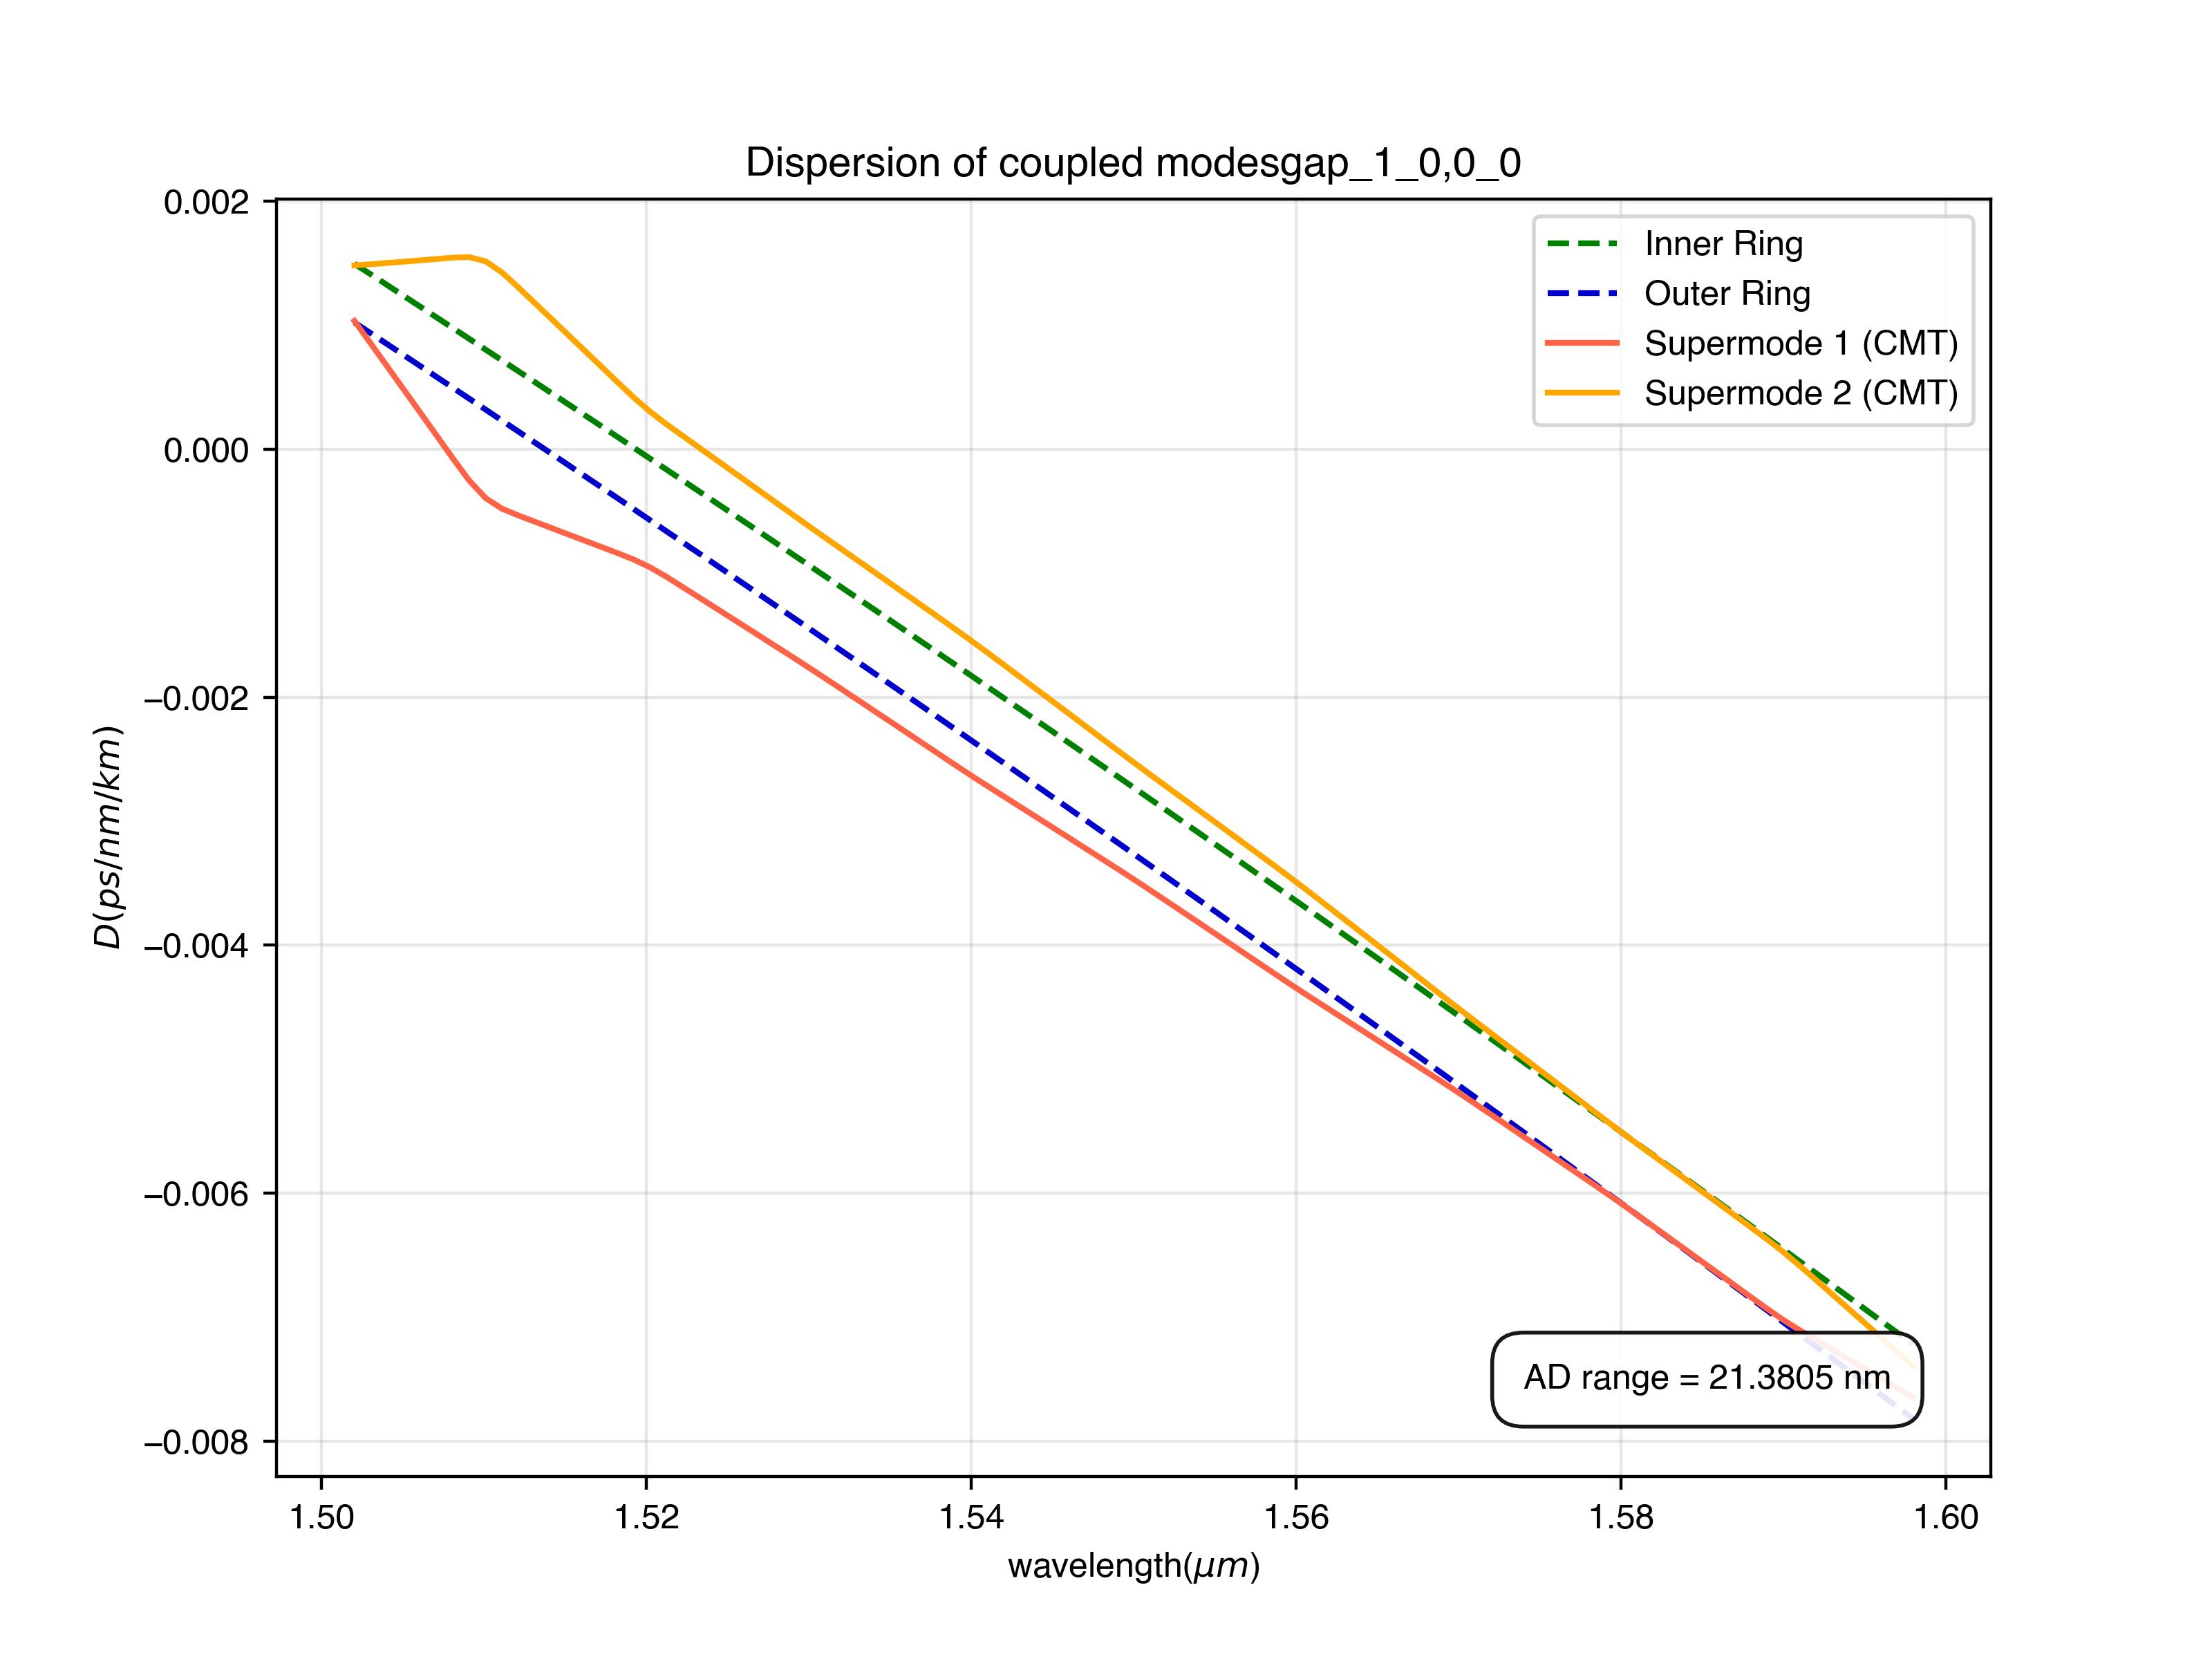 Dispersion of coupled modesgap_1_0,0_0
0.002
0.000
−0.002
−0.004
−0.006
−0.008
D(ps/nm/km)
Inner Ring
Outer Ring
Supermode 1 (CMT)
Supermode 2 (CMT)
AD range = 21.3805 nm
1.50 1.52 1.54 1.56 1.58 1.60
wavelength(μm)